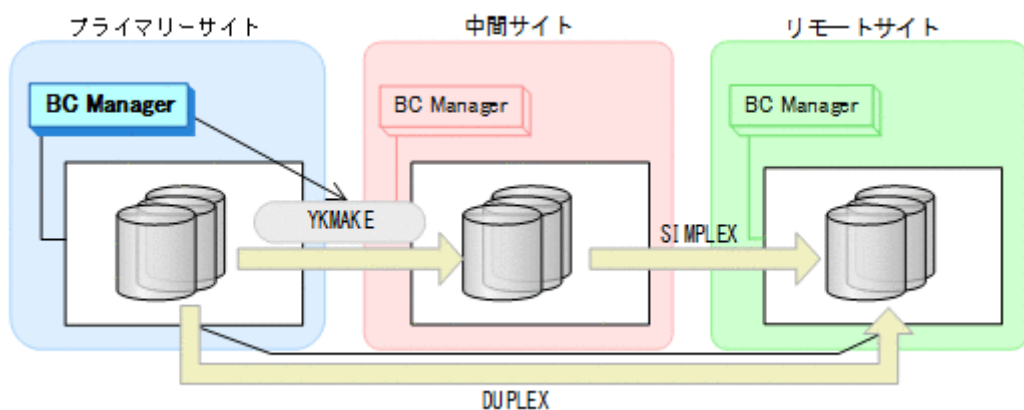 プライマリーサイト
中間サイト
リモートサイト
BC Manager
BC Manager
BC Manager
YKMAKE
SIMPLEX
DUPLEX